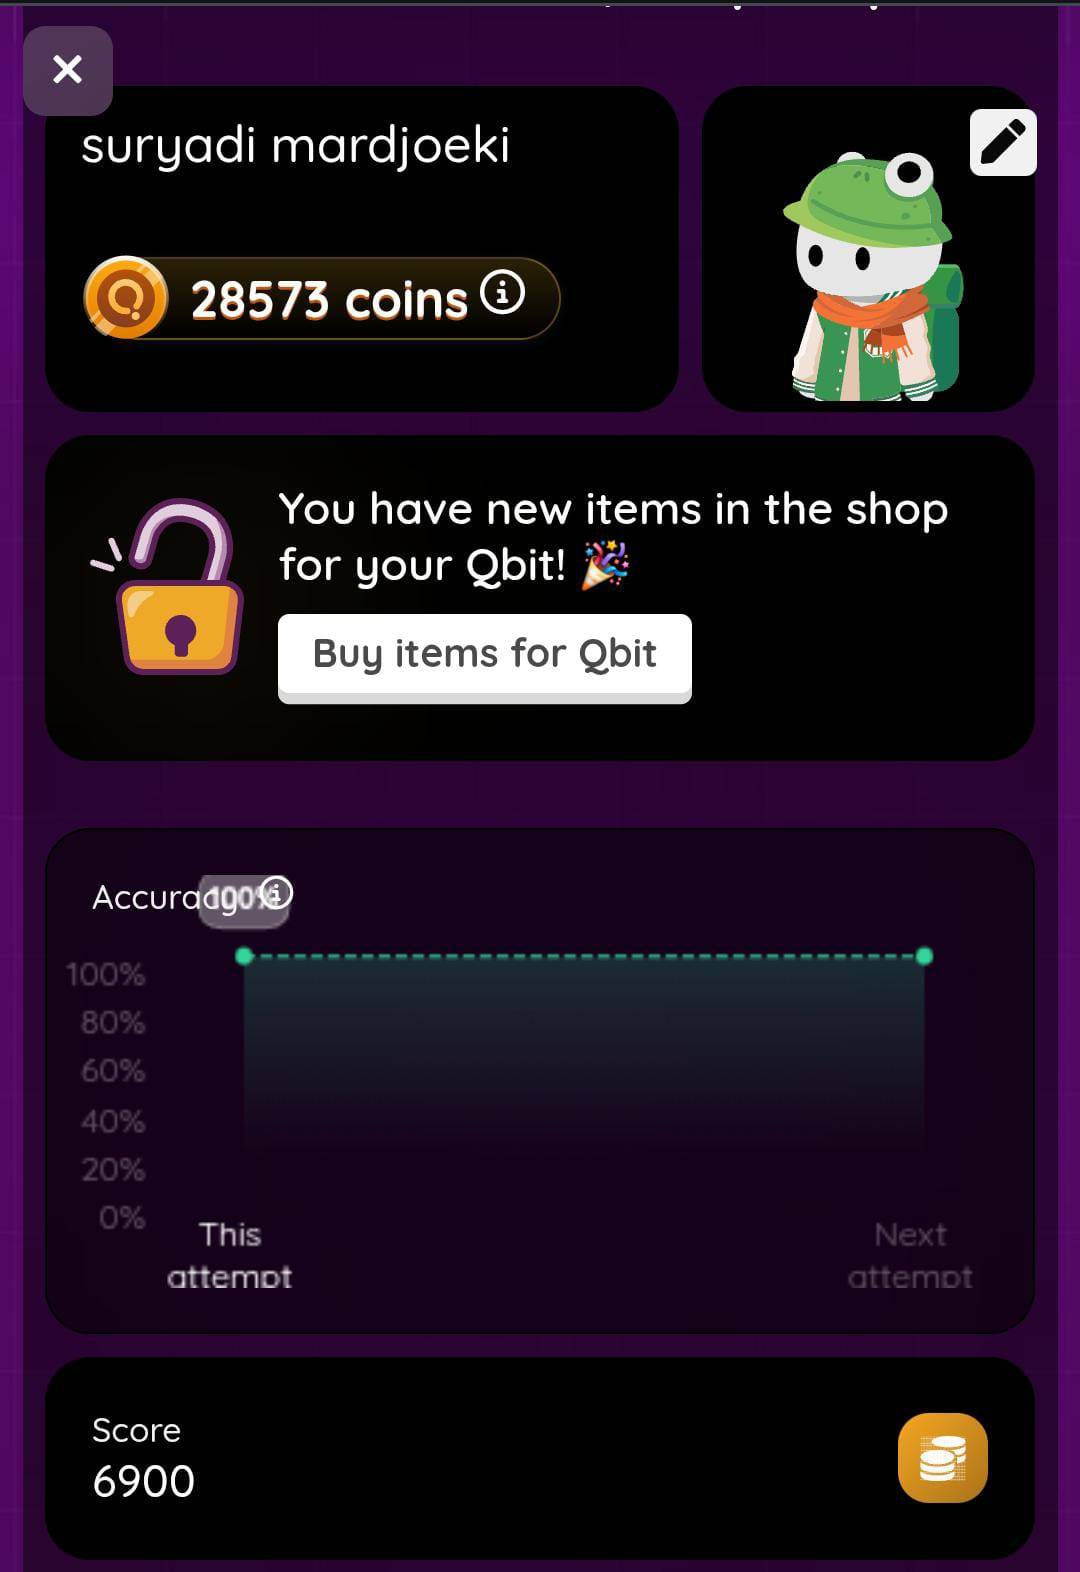 suryadi mardjoeki
28573 coins
You have new items in the shop
for your Qbit! 🎉
Buy items for Qbit
Accuracy
100%
100%
80%
60%
40%
20%
0%
This
attempt
Next
attempt
Score
6900